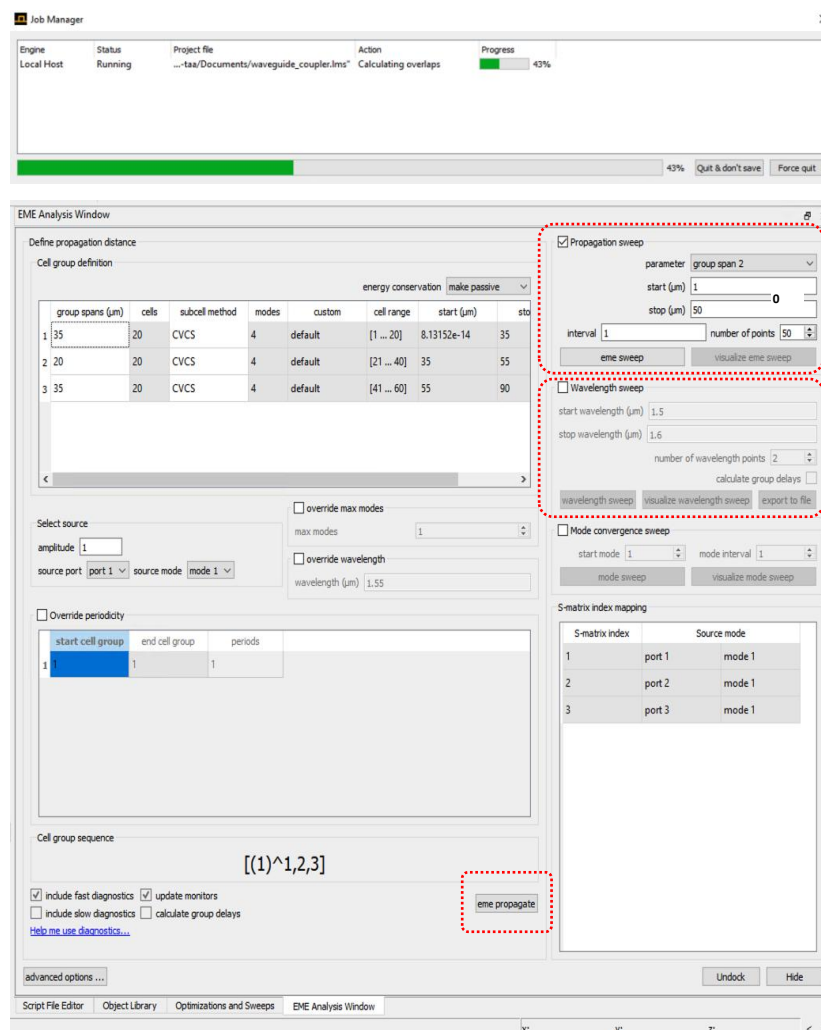 Job Manager
Engine Status Project file Action Progress
Local Host Running ...-taa/Documents/waveguide_coupler.lms" Calculating overlaps 43%
43% Quit & don't save Force quit
EME Analysis Window
Define propagation distance
Cell group definition
energy conservation make passive
group spans (µm) cells subcell method modes custom cell range start (µm) sto
1 35 20 CVCS 4 default [1 ... 20] 8.13152e-14 35
2 20 20 CVCS 4 default [21 ... 40] 35 55
3 35 20 CVCS 4 default [41 ... 60] 55 90
Select source
amplitude 1
source port port 1 source mode mode 1
override max modes
max modes 1
override wavelength
wavelength (µm) 1.55
Override periodicity
start cell group end cell group periods
1 1 1 1
Cell group sequence
[(1)^1,2,3]
include fast diagnostics update monitors
include slow diagnostics calculate group delays
Help me use diagnostics...
eme propagate
advanced options ...
Propagation sweep
parameter group span 2
start (µm) 1
0
stop (µm) 50
interval 1 number of points 50
eme sweep visualize eme sweep
Wavelength sweep
start wavelength (µm) 1.5
stop wavelength (µm) 1.6
number of wavelength points 2
calculate group delays
wavelength sweep visualize wavelength sweep export to file
Mode convergence sweep
start mode 1 mode interval 1
mode sweep visualize mode sweep
S-matrix index mapping
S-matrix index Source mode
1 port 1 mode 1
2 port 2 mode 1
3 port 3 mode 1
Undock Hide
Script File Editor Object Library Optimizations and Sweeps EME Analysis Window